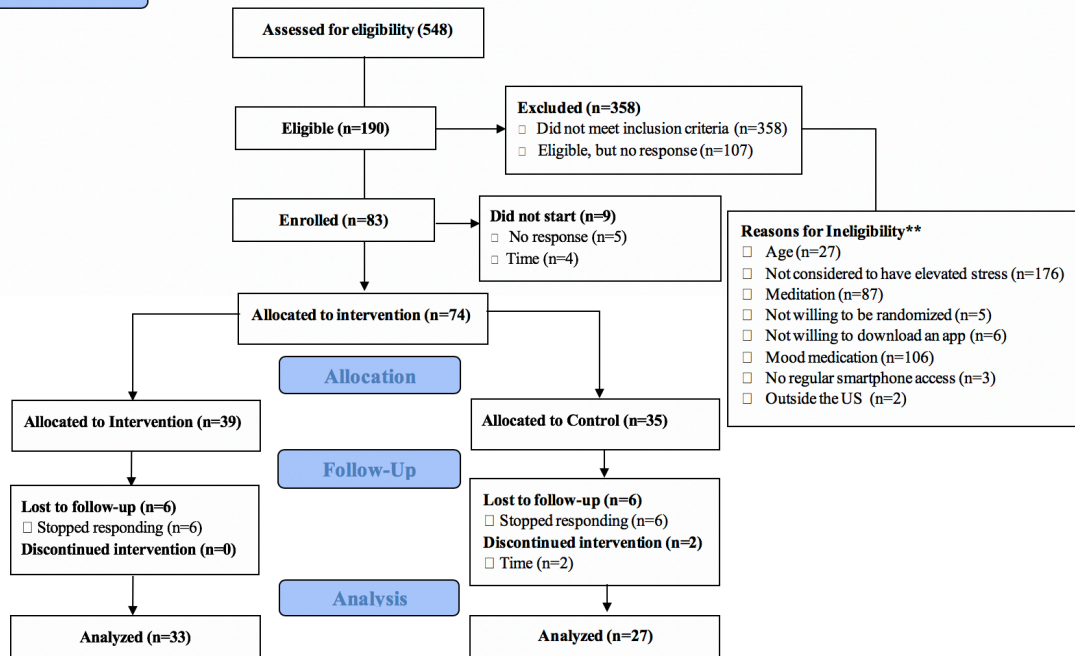 Assessed for eligibility (548)
Excluded (n=358)
Did not meet inclusion criteria (n=358)
Eligible, but no response (n=107)
Eligible (n=190)
Enrolled (n=83)
Did not start (n=9)
No response (n=5)
Time (n=4)
Reasons for Ineligibility**
Age (n=27)
Not considered to have elevated stress (n=176)
Meditation (n=87)
Not willing to be randomized (n=5)
Not willing to download an app (n=6)
Mood medication (n=106)
No regular smartphone access (n=3)
Outside the US (n=2)
Allocated to intervention (n=74)
Allocation
Allocated to Intervention (n=39)
Allocated to Control (n=35)
Follow-Up
Lost to follow-up (n=6)
Stopped responding (n=6)
Discontinued intervention (n=0)
Lost to follow-up (n=6)
Stopped responding (n=6)
Discontinued intervention (n=2)
Time (n=2)
Analysis
Analyzed (n=33)
Analyzed (n=27)